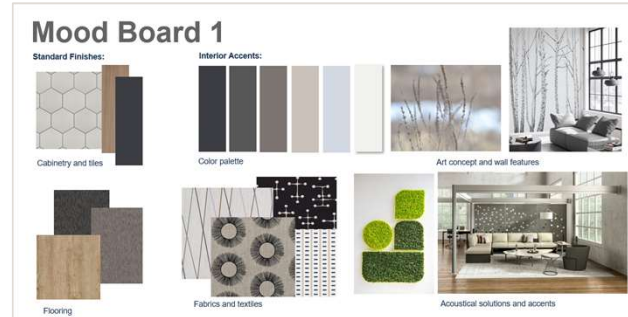 Mood Board 1
Standard Finishes:
Interior Accents:
Cabinetry and tiles
Color palette
Art concept and wall features
Flooring
Fabrics and textiles
Acoustical solutions and accents